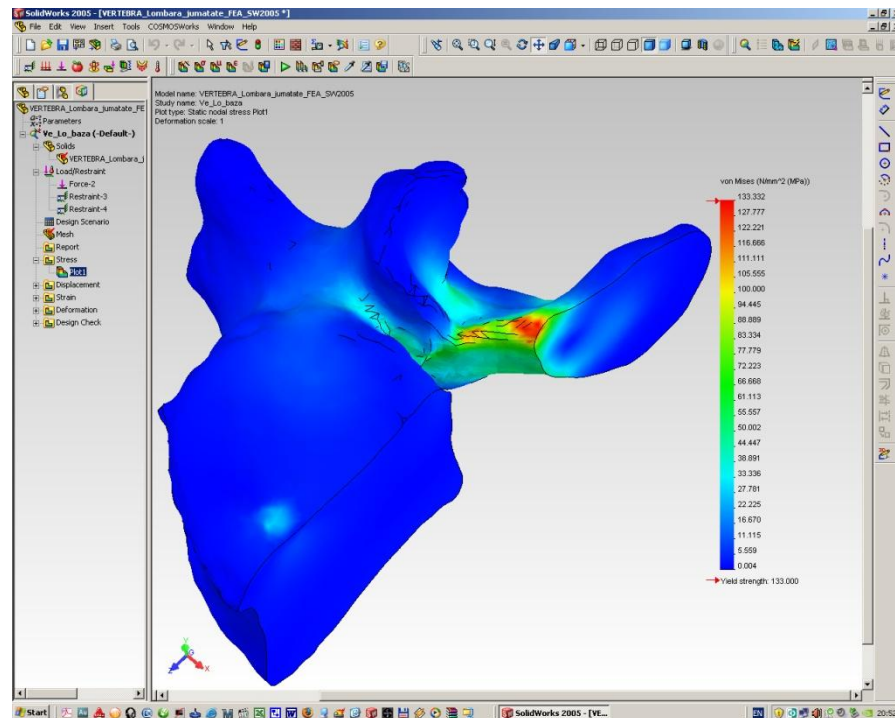 SolidWorks 2005 - [VERTEBRA_Lombara_jumatate_FEA_SW2005 *]
File Edit View Insert Tools COSMOSWorks Window Help
VERTEBRA_Lombara_jumatate_FE
Parameters
Ve_Lo_baza (-Default-)
Solids
VERTEBRA_Lombara_j
Load/Restraint
Force-2
Restraint-3
Restraint-4
Design Scenario
Mesh
Report
Stress
Plot1
Displacement
Strain
Deformation
Design Check
Model name: VERTEBRA_Lombara_jumatate_FEA_SW2005
Study name: Ve_Lo_baza
Plot type: Static nodal stress Plot1
Deformation scale: 1
von Mises (N/mm^2 (MPa))
133.332
127.777
122.221
116.666
111.111
105.555
100.000
94.445
88.889
83.334
77.779
72.223
66.668
61.113
55.557
50.002
44.447
38.891
33.336
27.781
22.225
16.670
11.115
5.559
0.004
Yield strength: 133.000
Y
Z
X
Start
SolidWorks 2005 - [VE...
EN